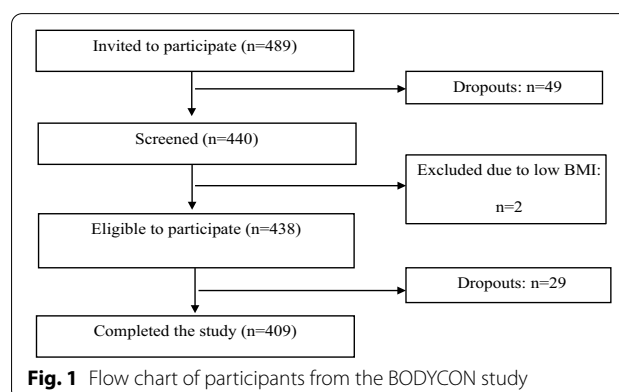 Invited to participate (n=489)
Dropouts: n=49
Screened (n=440)
Excluded due to low BMI:
n=2
Eligible to participate (n=438)
Dropouts: n=29
Completed the study (n=409)
Fig. 1 Flow chart of participants from the BODYCON study